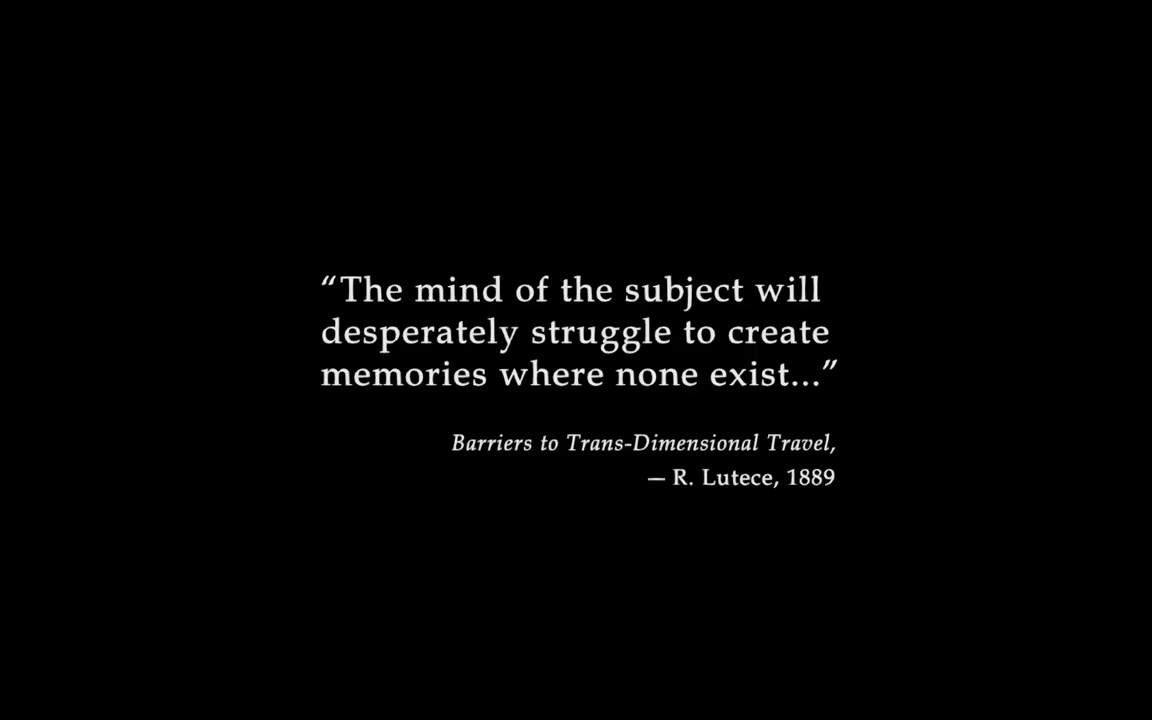 “The mind of the subject will
desperately struggle to create
memories where none exist...”
Barriers to Trans-Dimensional Travel,
— R. Lutece, 1889